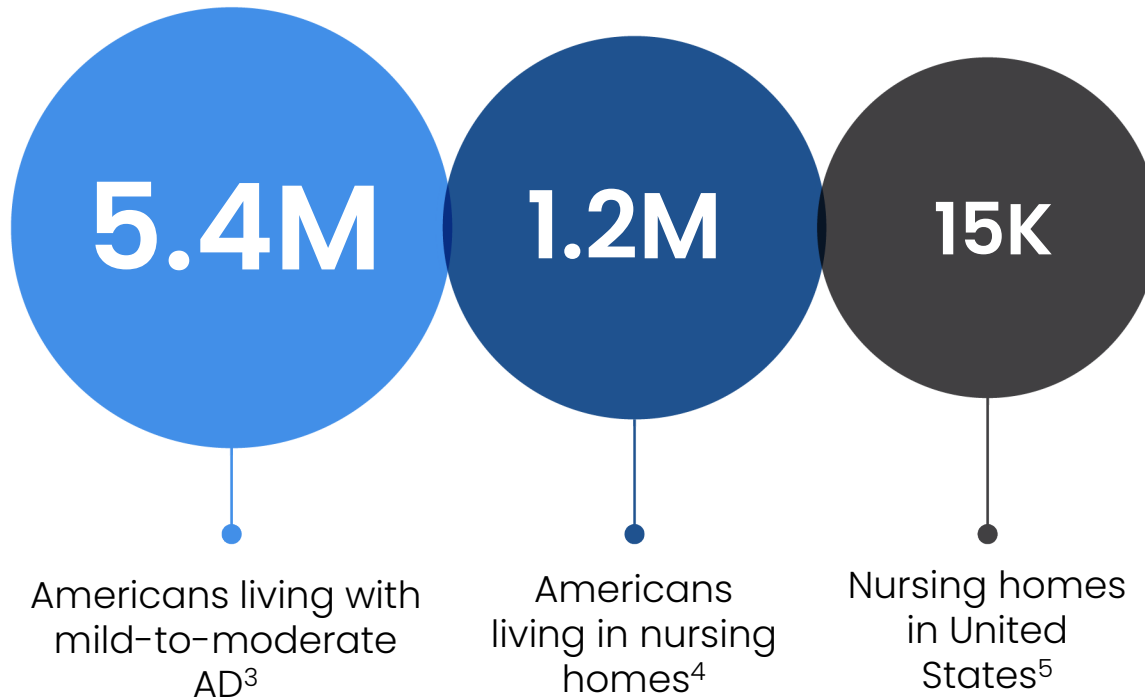 5.4M
1.2M
15K
Americans living with
mild-to-moderate
AD³
Americans
living in nursing
homes⁴
Nursing homes
in United
States⁵